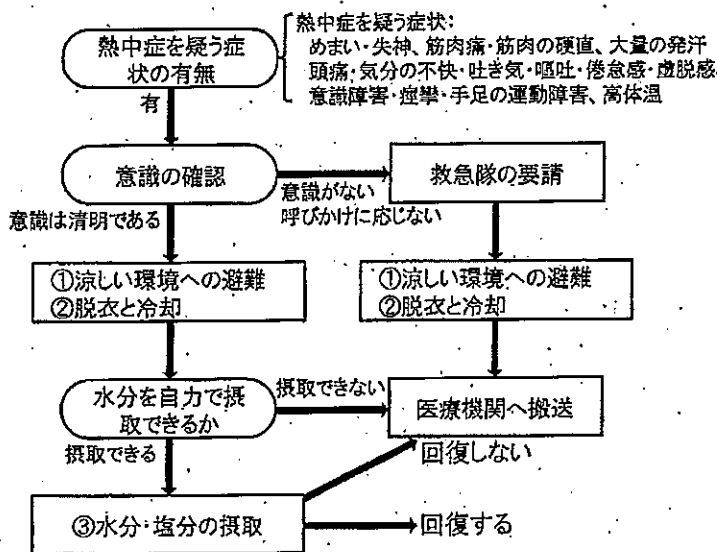 熱中症を疑う症
状の有無
熱中症を疑う症状:
めまい・失神、筋肉痛・筋肉の硬直、大量の発汗
頭痛・気分の不快・吐き気・嘔吐・倦怠感・虚脱感
意識障害・痙攣・手足の運動障害、高体温
有
意識の確認
意識がない
呼びかけに応じない
救急隊の要請
意識は清明である
①涼しい環境への避難
②脱衣と冷却
①涼しい環境への避難
②脱衣と冷却
水分を自力で摂
取できるか
摂取できない
医療機関へ搬送
摂取できる
回復しない
③水分・塩分の摂取
回復する